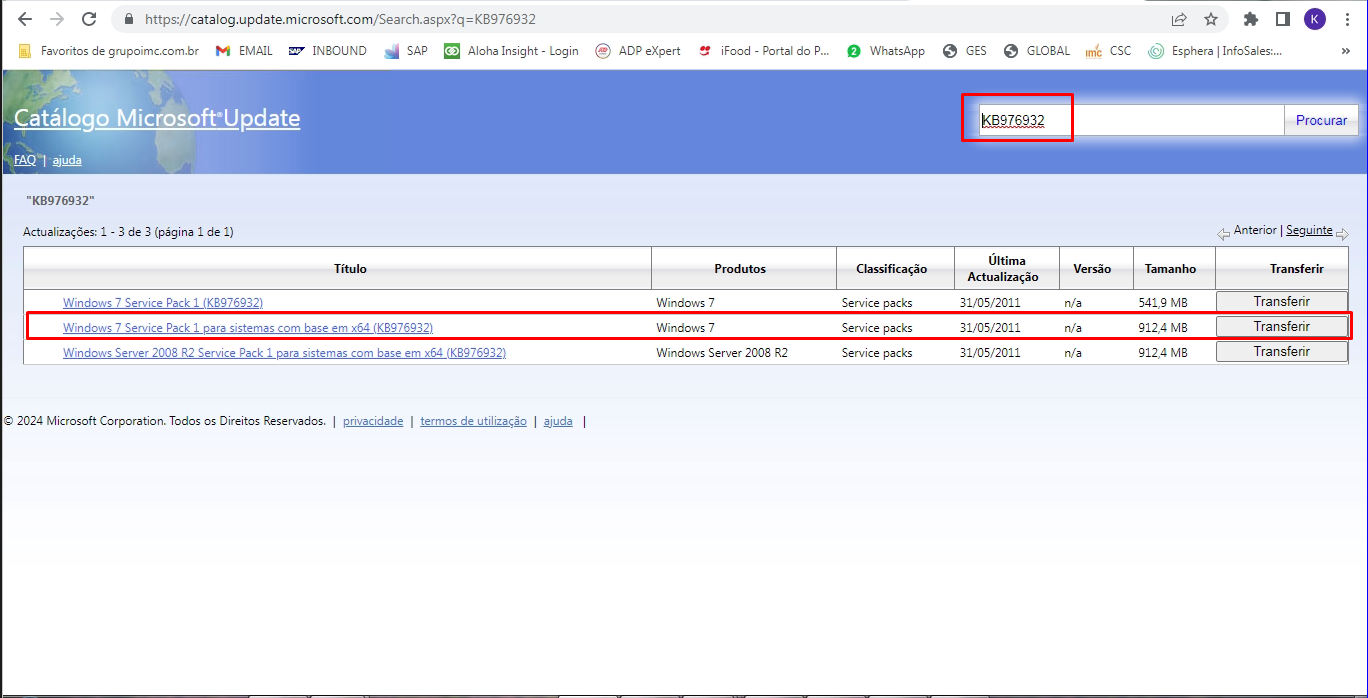 https://catalog.update.microsoft.com/Search.aspx?q=KB976932
K
Favoritos de grupoimc.com.br EMAIL SAP INBOUND SAP Aloha Insight - Login ADP ADP eXpert iFood - Portal do P... 2 WhatsApp GES GLOBAL imc CSC Esphera | InfoSales:... »
Catálogo Microsoft®Update
KB976932 Procurar
FAQ | ajuda
"KB976932"
Actualizações: 1 - 3 de 3 (página 1 de 1) Anterior | Seguinte
Título Produtos Classificação Última Actualização Versão Tamanho Transferir
Windows 7 Service Pack 1 (KB976932) Windows 7 Service packs 31/05/2011 n/a 541,9 MB Transferir
Windows 7 Service Pack 1 para sistemas com base em x64 (KB976932) Windows 7 Service packs 31/05/2011 n/a 912,4 MB Transferir
Windows Server 2008 R2 Service Pack 1 para sistemas com base em x64 (KB976932) Windows Server 2008 R2 Service packs 31/05/2011 n/a 912,4 MB Transferir
© 2024 Microsoft Corporation. Todos os Direitos Reservados. | privacidade | termos de utilização | ajuda |